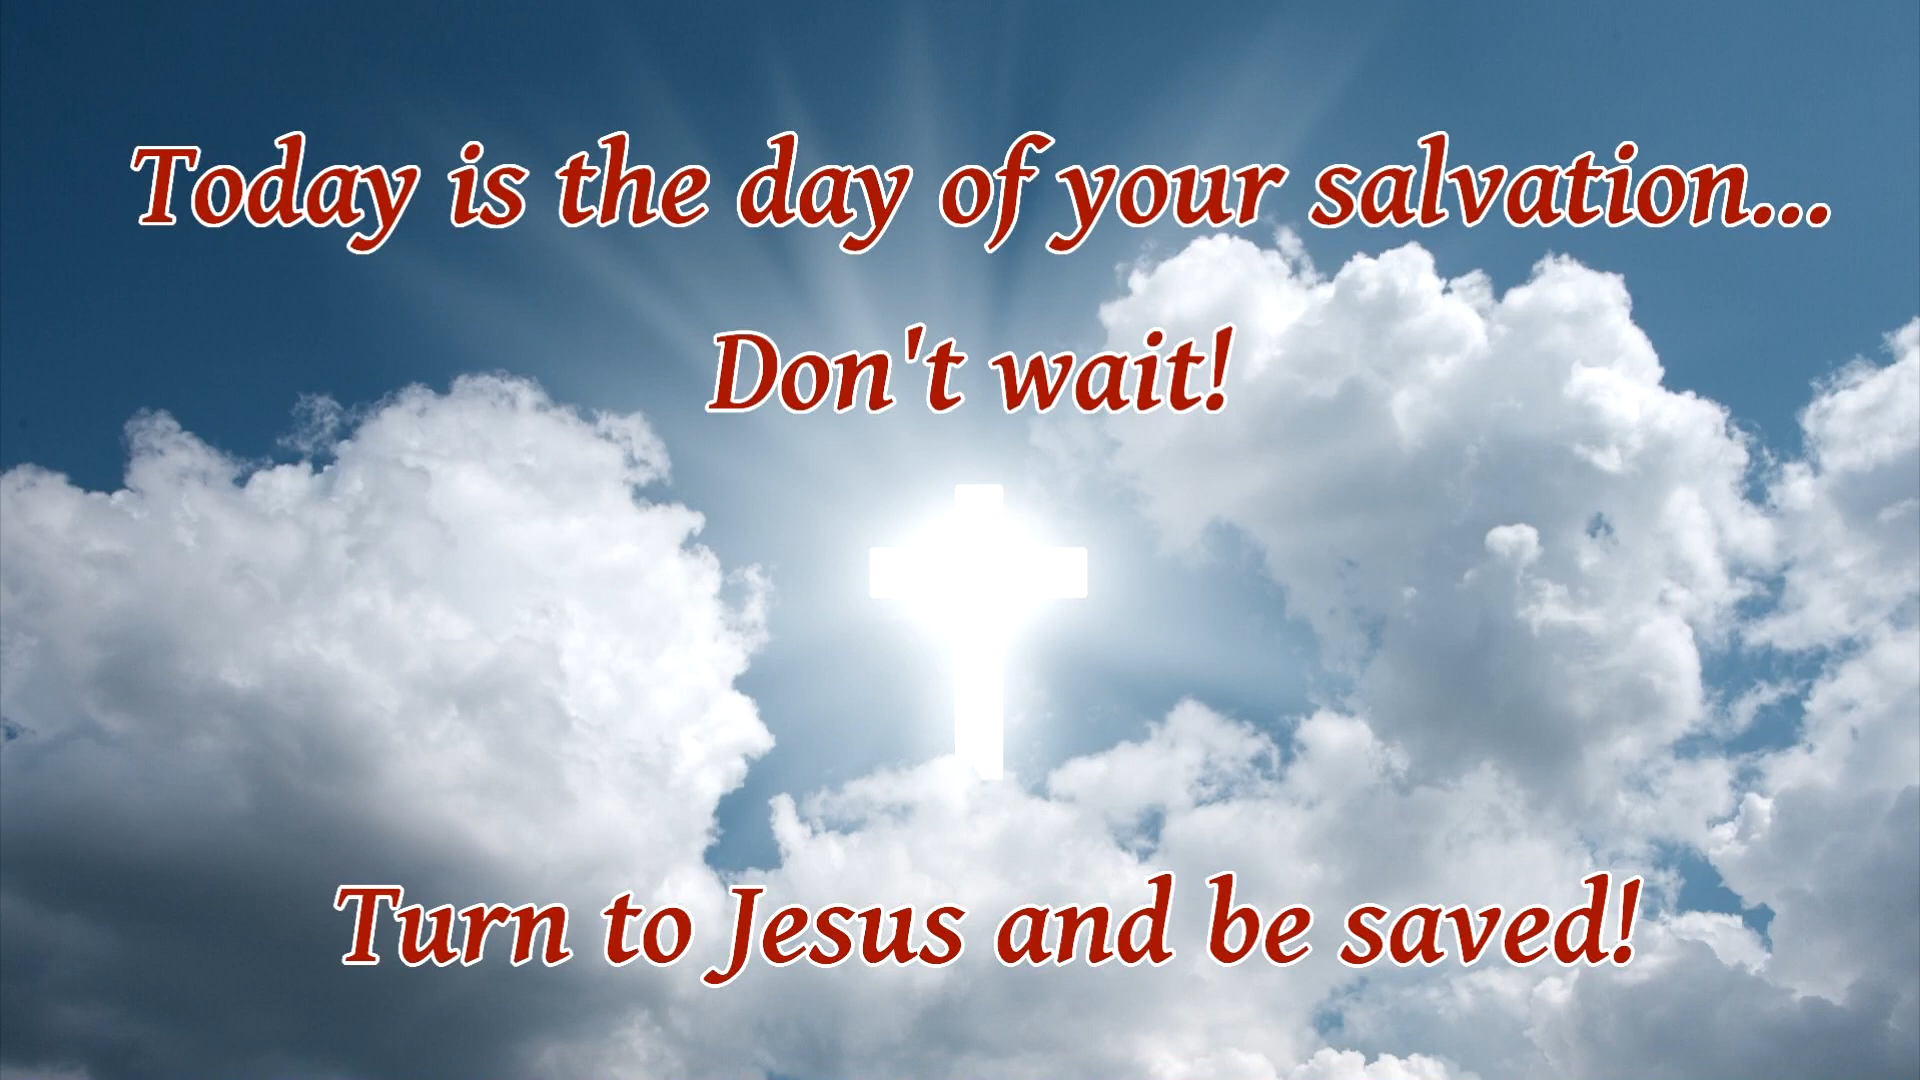 Today is the day of your salvation...
Don't wait!
Turn to Jesus and be saved!